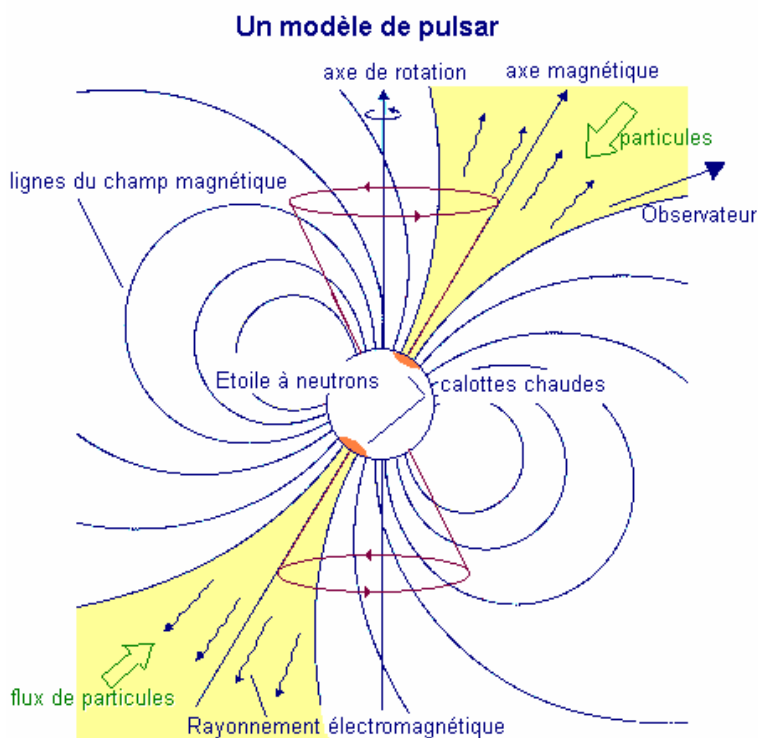 Un modèle de pulsar
axe de rotation
axe magnétique
particules
lignes du champ magnétique
Observateur
Etoile à neutrons
calottes chaudes
flux de particules
Rayonnement électromagnétique